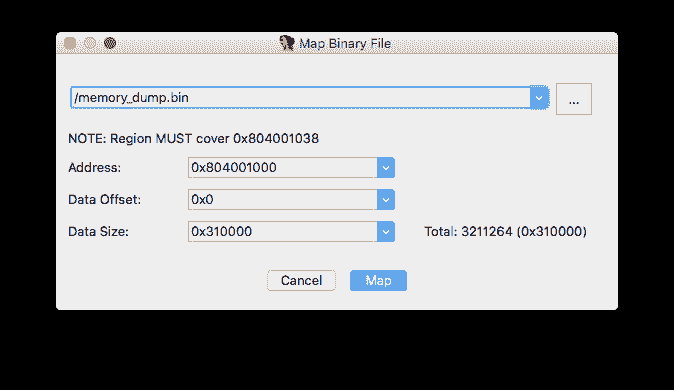 Map Binary File
/memory_dump.bin
...
NOTE: Region MUST cover 0x804001038
Address: 0x804001000
Data Offset: 0x0
Data Size: 0x310000 Total: 3211264 (0x310000)
Cancel Map